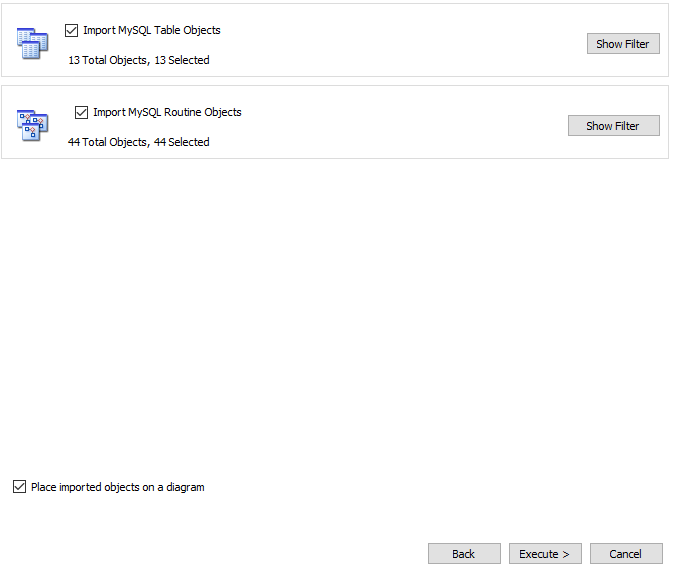 Import MySQL Table Objects
Show Filter
13 Total Objects, 13 Selected
Import MySQL Routine Objects
Show Filter
44 Total Objects, 44 Selected
Place imported objects on a diagram
Back
Execute >
Cancel